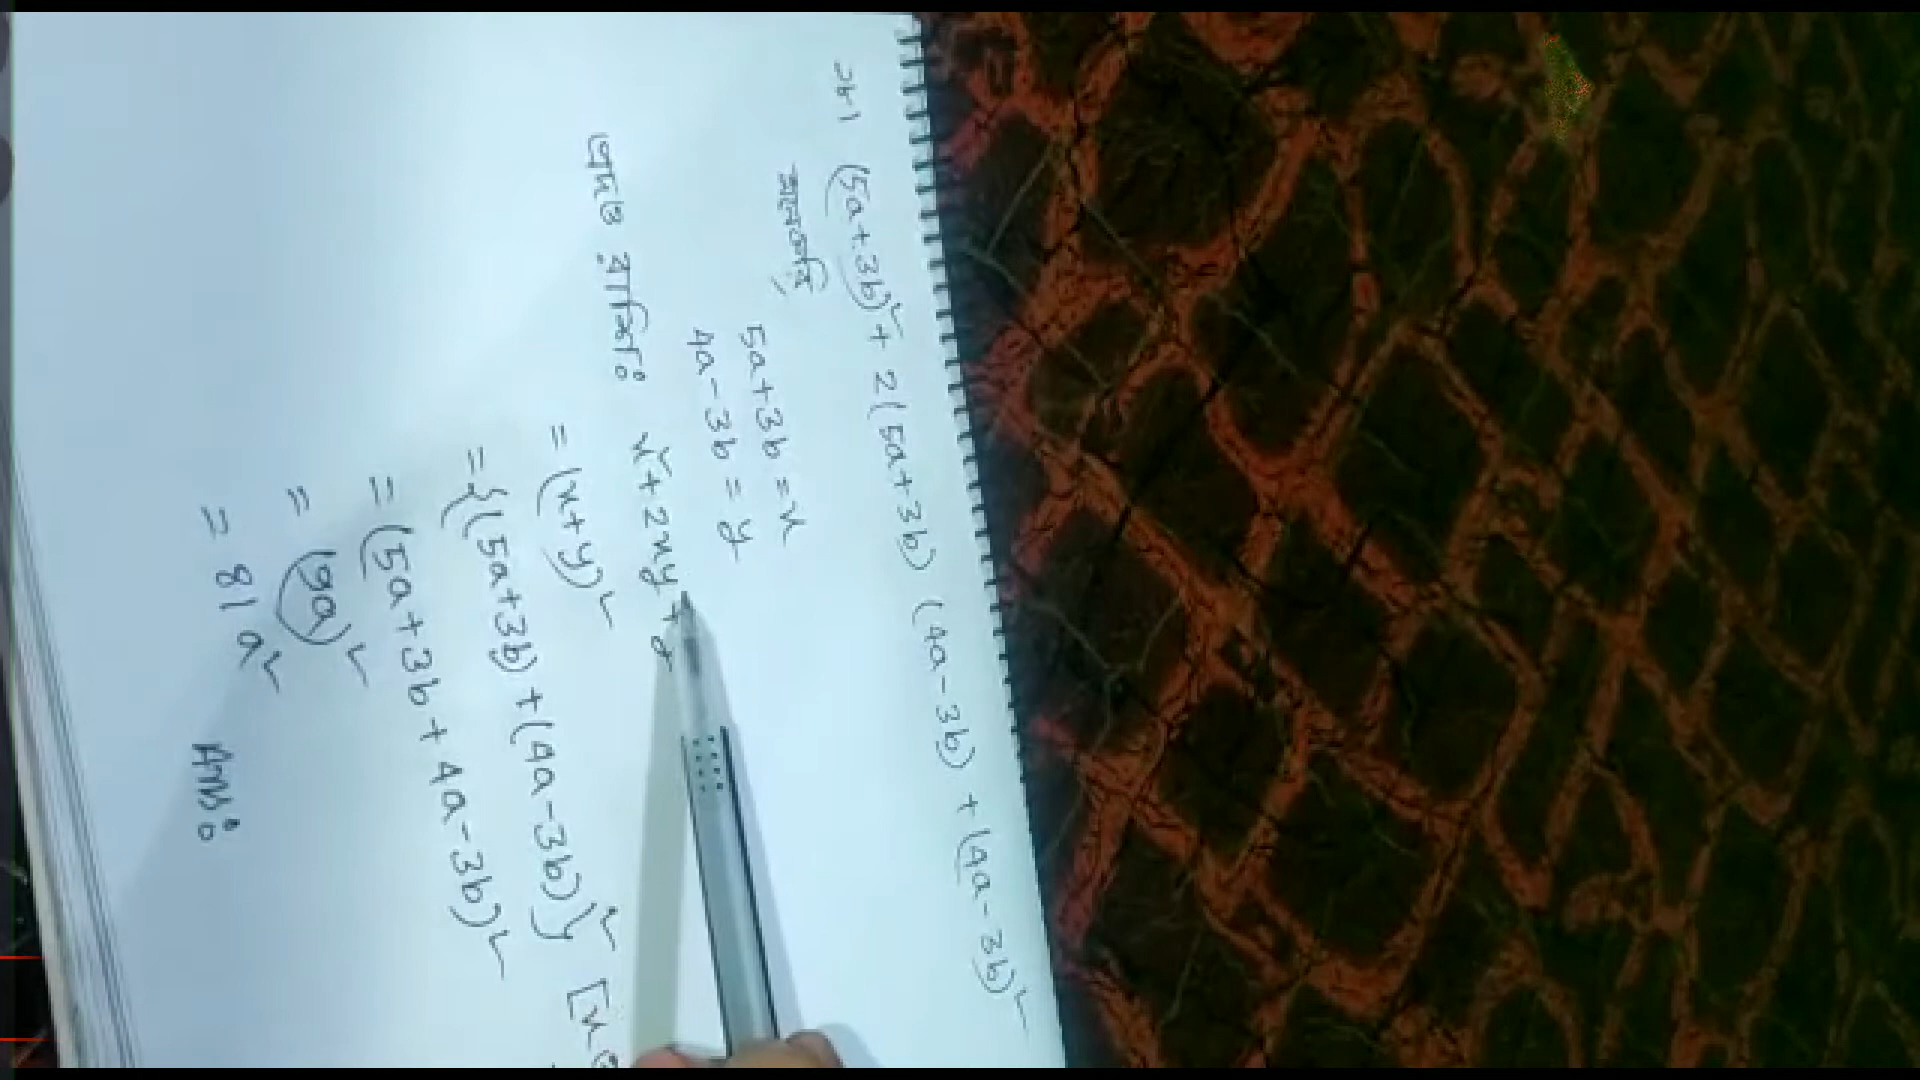 ২৮। (5a+3b)² + 2(5a+3b) (4a-3b) + (4a-3b)²
মনেকরি,
5a+3b = x
4a-3b = y
প্রদত্ত রাশি: x² + 2xy + y²
= (x+y)²
= {(5a+3b) + (4a-3b)}² [x
= (5a+3b+4a-3b)²
= (9a)²
= 81a² Ans: